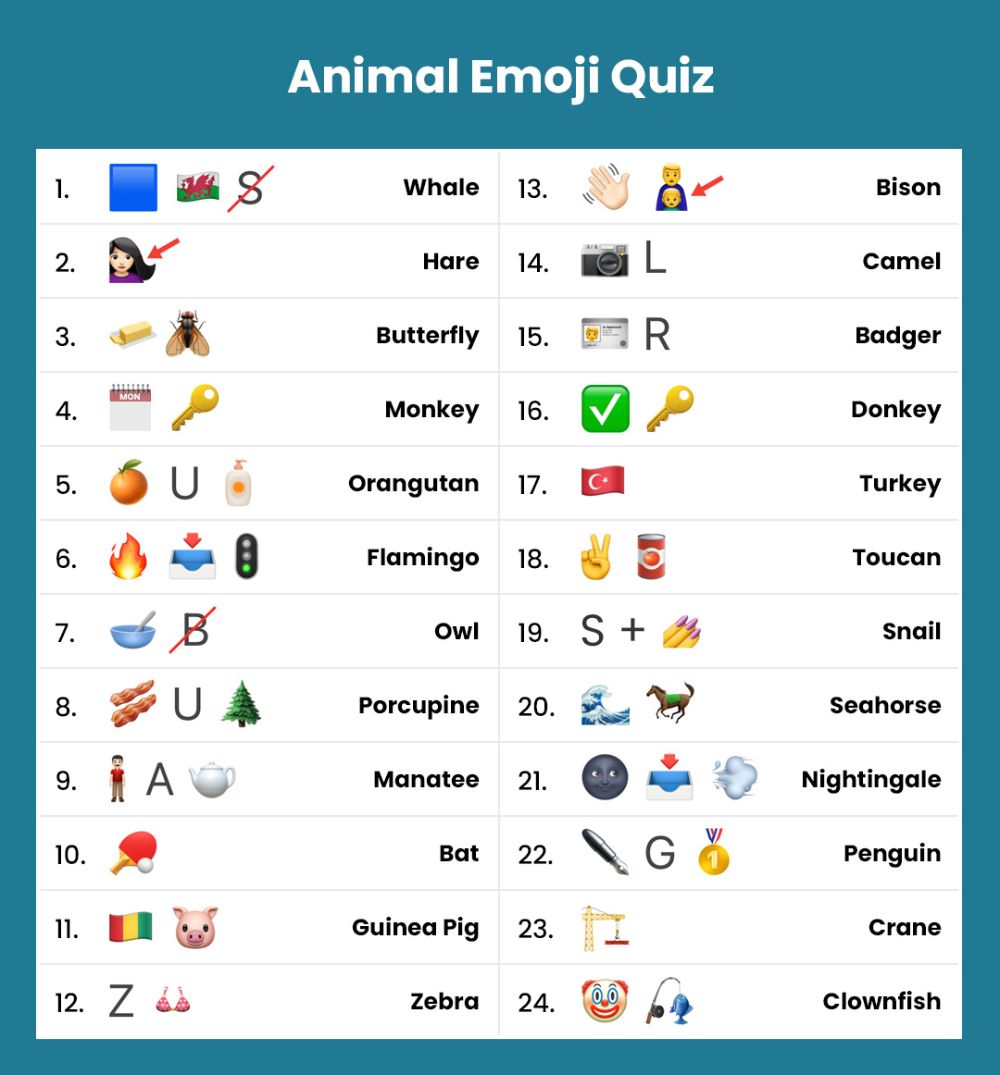 Animal Emoji Quiz
1. S Whale
2. Hare
3. Butterfly
4. MON Monkey
5. U Orangutan
6. Flamingo
7. B Owl
8. U Porcupine
9. A Manatee
10. Bat
11. Guinea Pig
12. Z Zebra
13. Bison
14. L Camel
15. R Badger
16. Donkey
17. Turkey
18. Toucan
19. S + Snail
20. Seahorse
21. Nightingale
22. G 1 Penguin
23. Crane
24. Clownfish